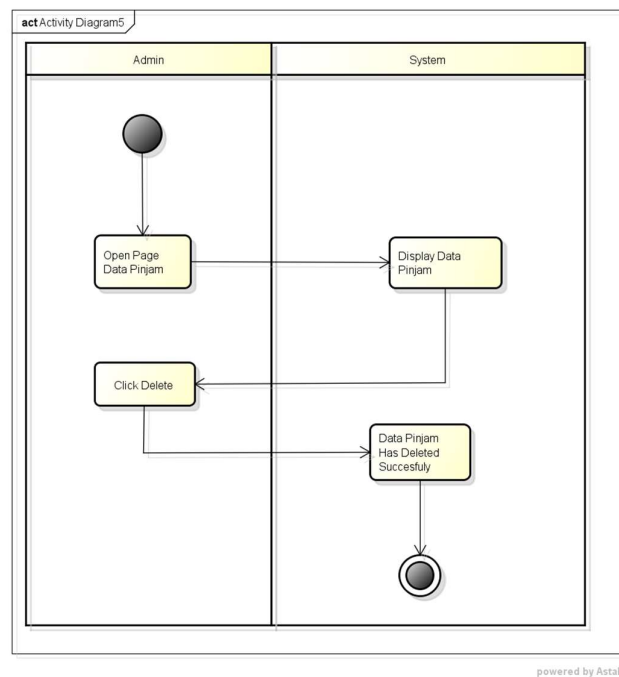 act Activity Diagram5
Admin
System
Open Page
Data Pinjam
Display Data
Pinjam
Click Delete
Data Pinjam
Has Deleted
Succesfuly
powered by Asta